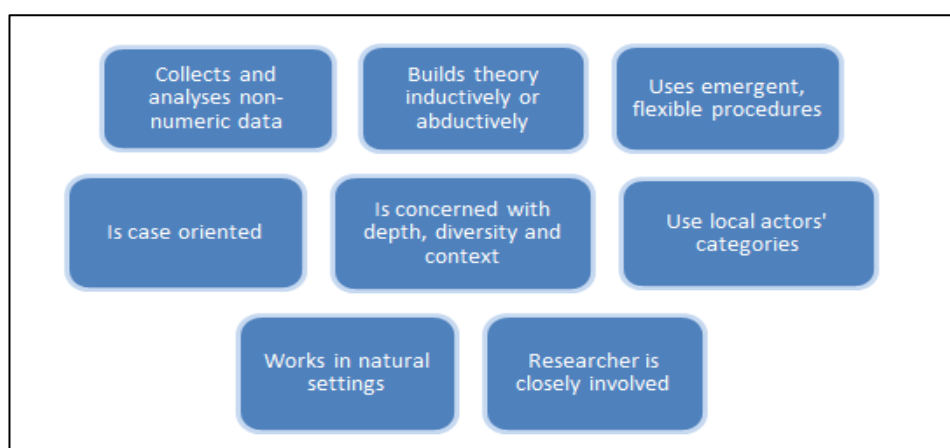 Collects and
analyses non-
numeric data
Builds theory
inductively or
abductively
Uses emergent,
flexible procedures
Is case oriented
Is concerned with
depth, diversity and
context
Use local actors'
categories
Works in natural
settings
Researcher is
closely involved